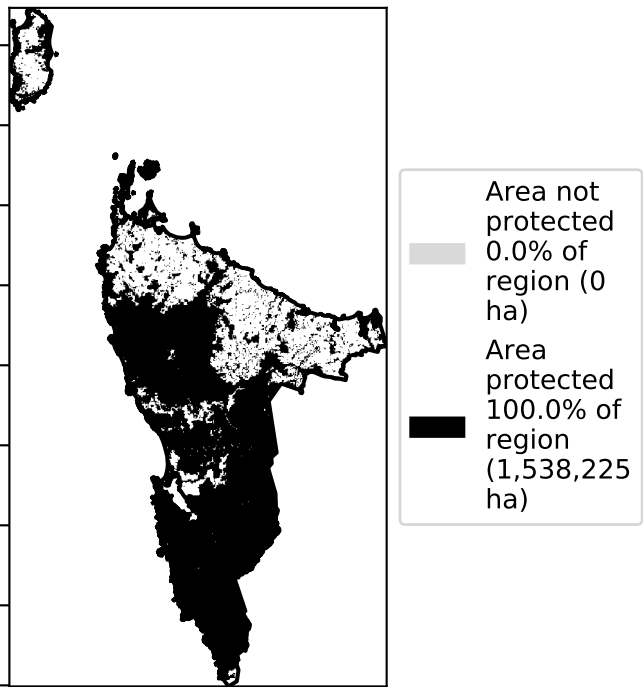 Area not
protected
0.0% of
region (0
ha)
Area
protected
100.0% of
region
(1,538,225
ha)